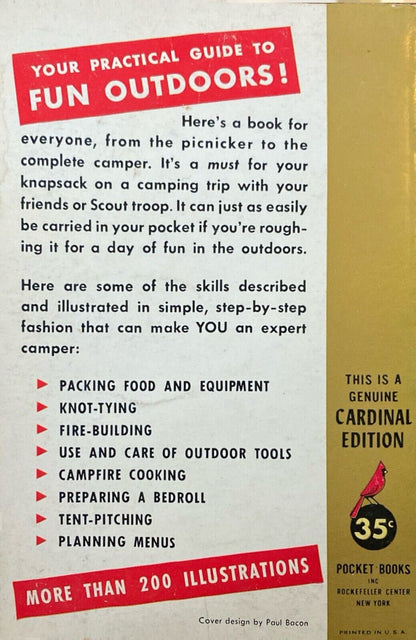 YOUR PRACTICAL GUIDE TO
FUN OUTDOORS!
Here's a book for
everyone, from the picnicker to the
complete camper. It's a must for your
knapsack on a camping trip with your
friends or Scout troop. It can just as easily
be carried in your pocket if you're rough-
ing it for a day of fun in the outdoors.
Here are some of the skills described
and illustrated in simple, step-by-step
fashion that can make YOU an expert
camper:
PACKING FOOD AND EQUIPMENT
KNOT-TYING
FIRE-BUILDING
USE AND CARE OF OUTDOOR TOOLS
CAMPFIRE COOKING
PREPARING A BEDROLL
TENT-PITCHING
PLANNING MENUS
MORE THAN 200 ILLUSTRATIONS
Cover design by Paul Bacon
THIS IS A
GENUINE
CARDINAL
EDITION
35c
POCKET BOOKS
INC
ROCKEFELLER CENTER
NEW YORK
PRINTED IN U.S.A.